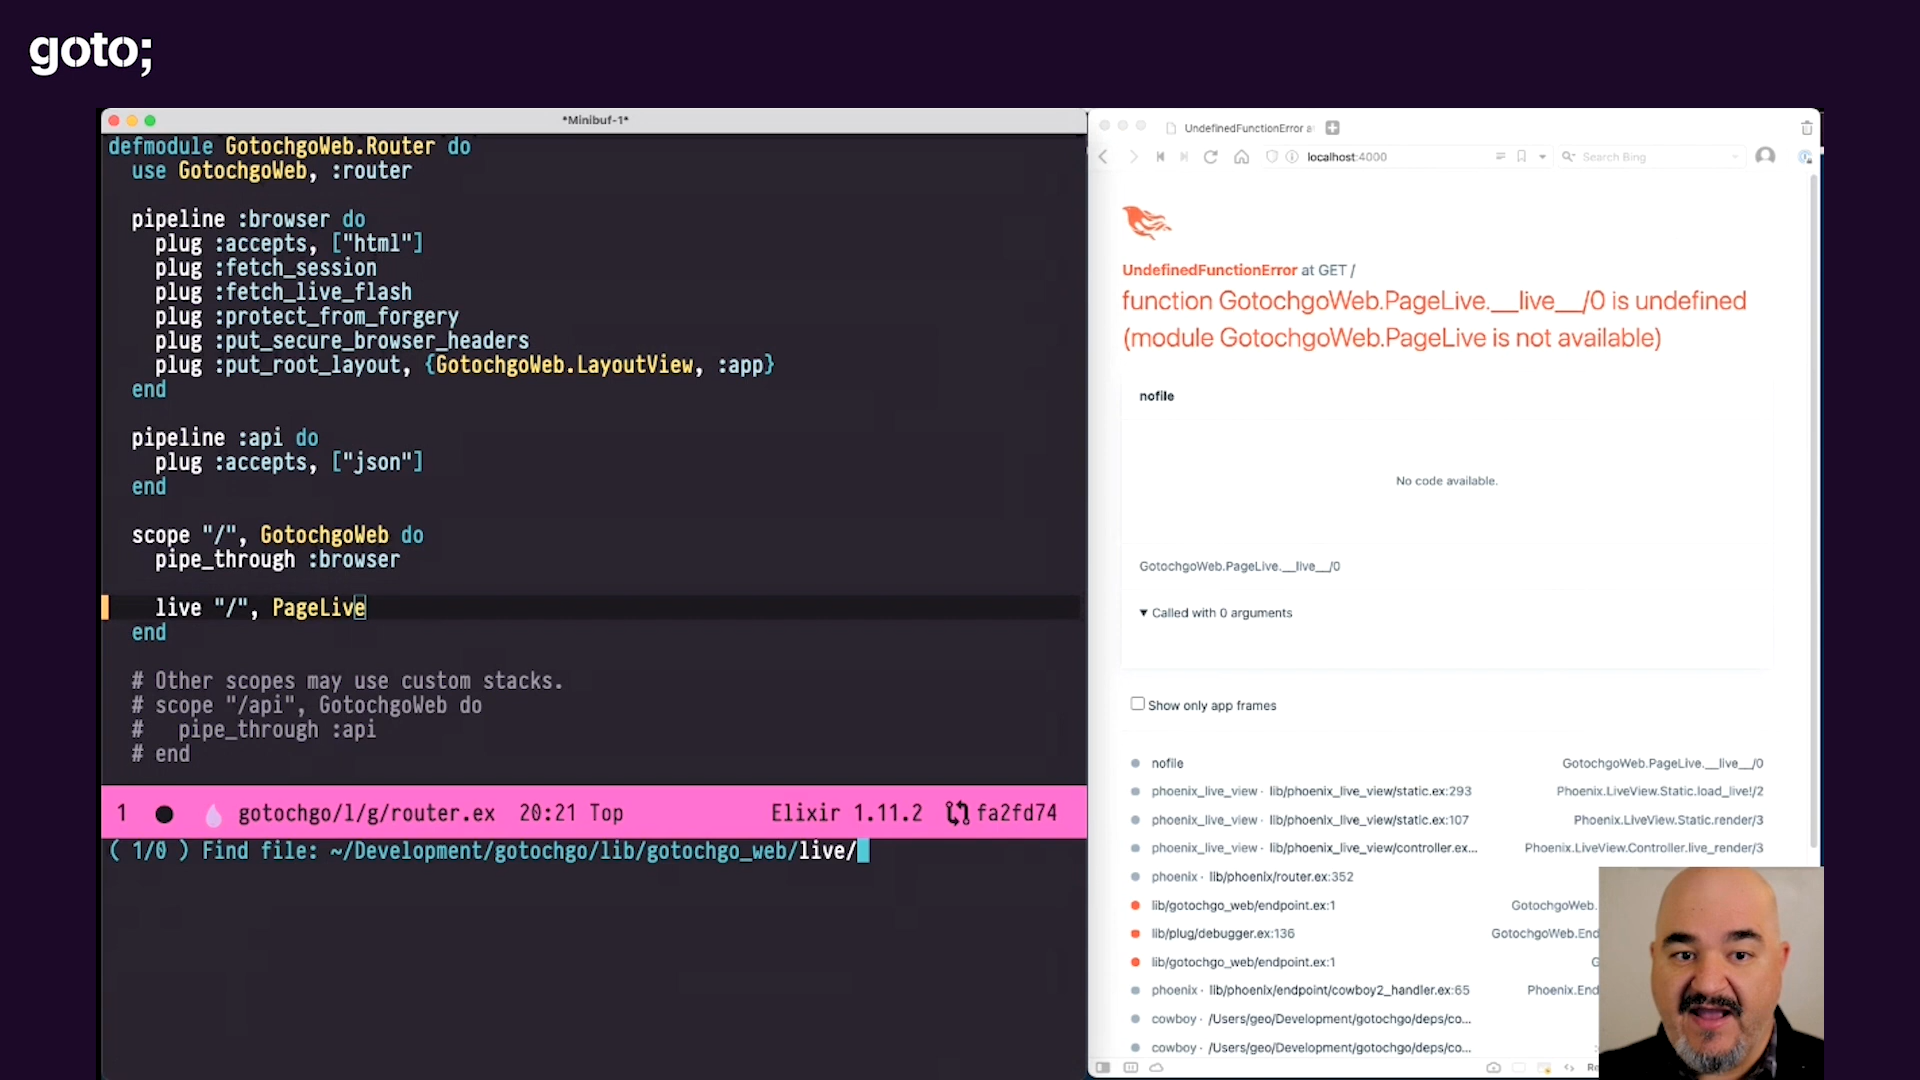 goto;
*Minibuf-1*
defmodule GotochgoWeb.Router do
use GotochgoWeb, :router
pipeline :browser do
plug :accepts, ["html"]
plug :fetch_session
plug :fetch_live_flash
plug :protect_from_forgery
plug :put_secure_browser_headers
plug :put_root_layout, {GotochgoWeb.LayoutView, :app}
end
pipeline :api do
plug :accepts, ["json"]
end
scope "/", GotochgoWeb do
pipe_through :browser
live "/", PageLive
end
# Other scopes may use custom stacks.
# scope "/api", GotochgoWeb do
#   pipe_through :api
# end
1 gotochgo/l/g/router.ex 20:21 Top Elixir 1.11.2 fa2fd74
( 1/0 ) Find file: ~/Development/gotochgo/lib/gotochgo_web/live/
UndefinedFunctionError a
localhost:4000 Search Bing
UndefinedFunctionError at GET /
function GotochgoWeb.PageLive.__live__/0 is undefined
(module GotochgoWeb.PageLive is not available)
nofile
No code available.
GotochgoWeb.PageLive.__live__/0
▼ Called with 0 arguments
Show only app frames
nofile GotochgoWeb.PageLive.__live__/0
phoenix_live_view · lib/phoenix_live_view/static.ex:293 Phoenix.LiveView.Static.load_live!/2
phoenix_live_view · lib/phoenix_live_view/static.ex:107 Phoenix.LiveView.Static.render/3
phoenix_live_view · lib/phoenix_live_view/controller.ex... Phoenix.LiveView.Controller.live_render/3
phoenix · lib/phoenix/router.ex:352
lib/gotochgo_web/endpoint.ex:1 GotochgoWeb.
lib/plug/debugger.ex:136 GotochgoWeb.End
lib/gotochgo_web/endpoint.ex:1 G
phoenix · lib/phoenix/endpoint/cowboy2_handler.ex:65 Phoenix.End
cowboy · /Users/geo/Development/gotochgo/deps/co...
cowboy · /Users/geo/Development/gotochgo/deps/co...